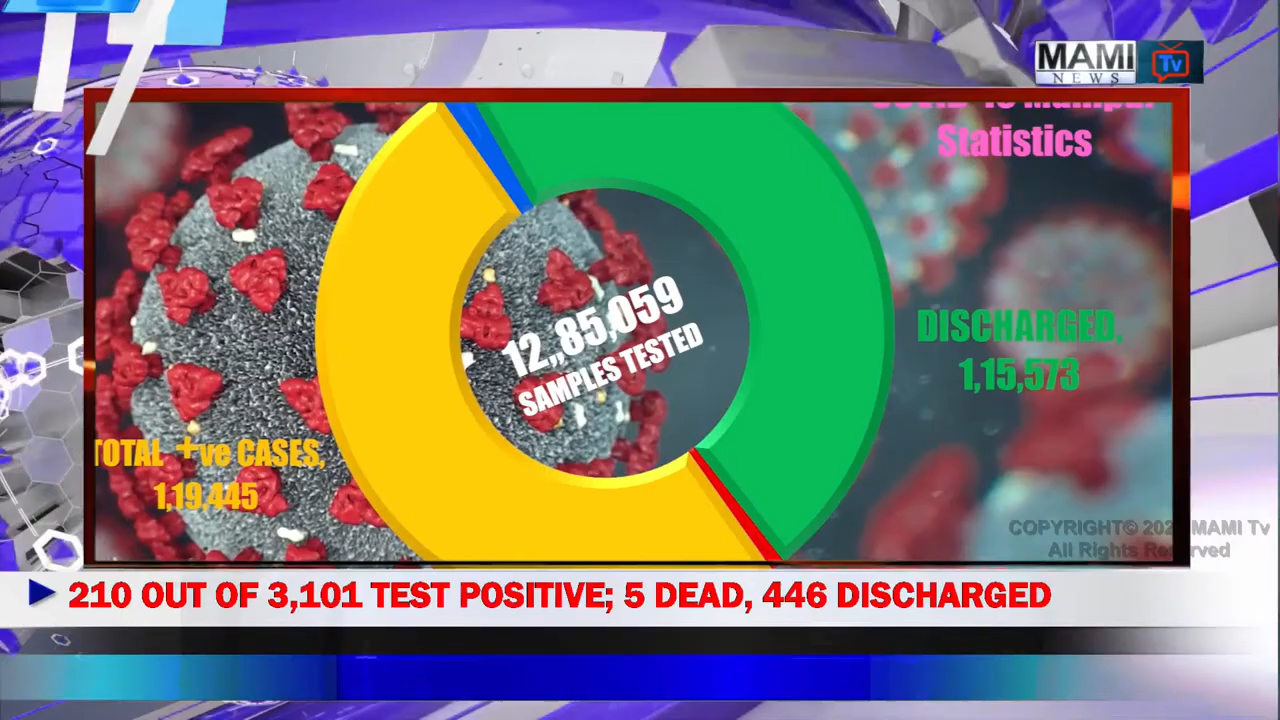 MAMI
NEWS
Tv
Statistics
DISCHARGED,
1,15,573
12,,85,059
SAMPLES TESTED
TOTAL +ve CASES,
1,19,445
COPYRIGHT© MAMI Tv
All Rights Reserved
210 OUT OF 3,101 TEST POSITIVE; 5 DEAD, 446 DISCHARGED